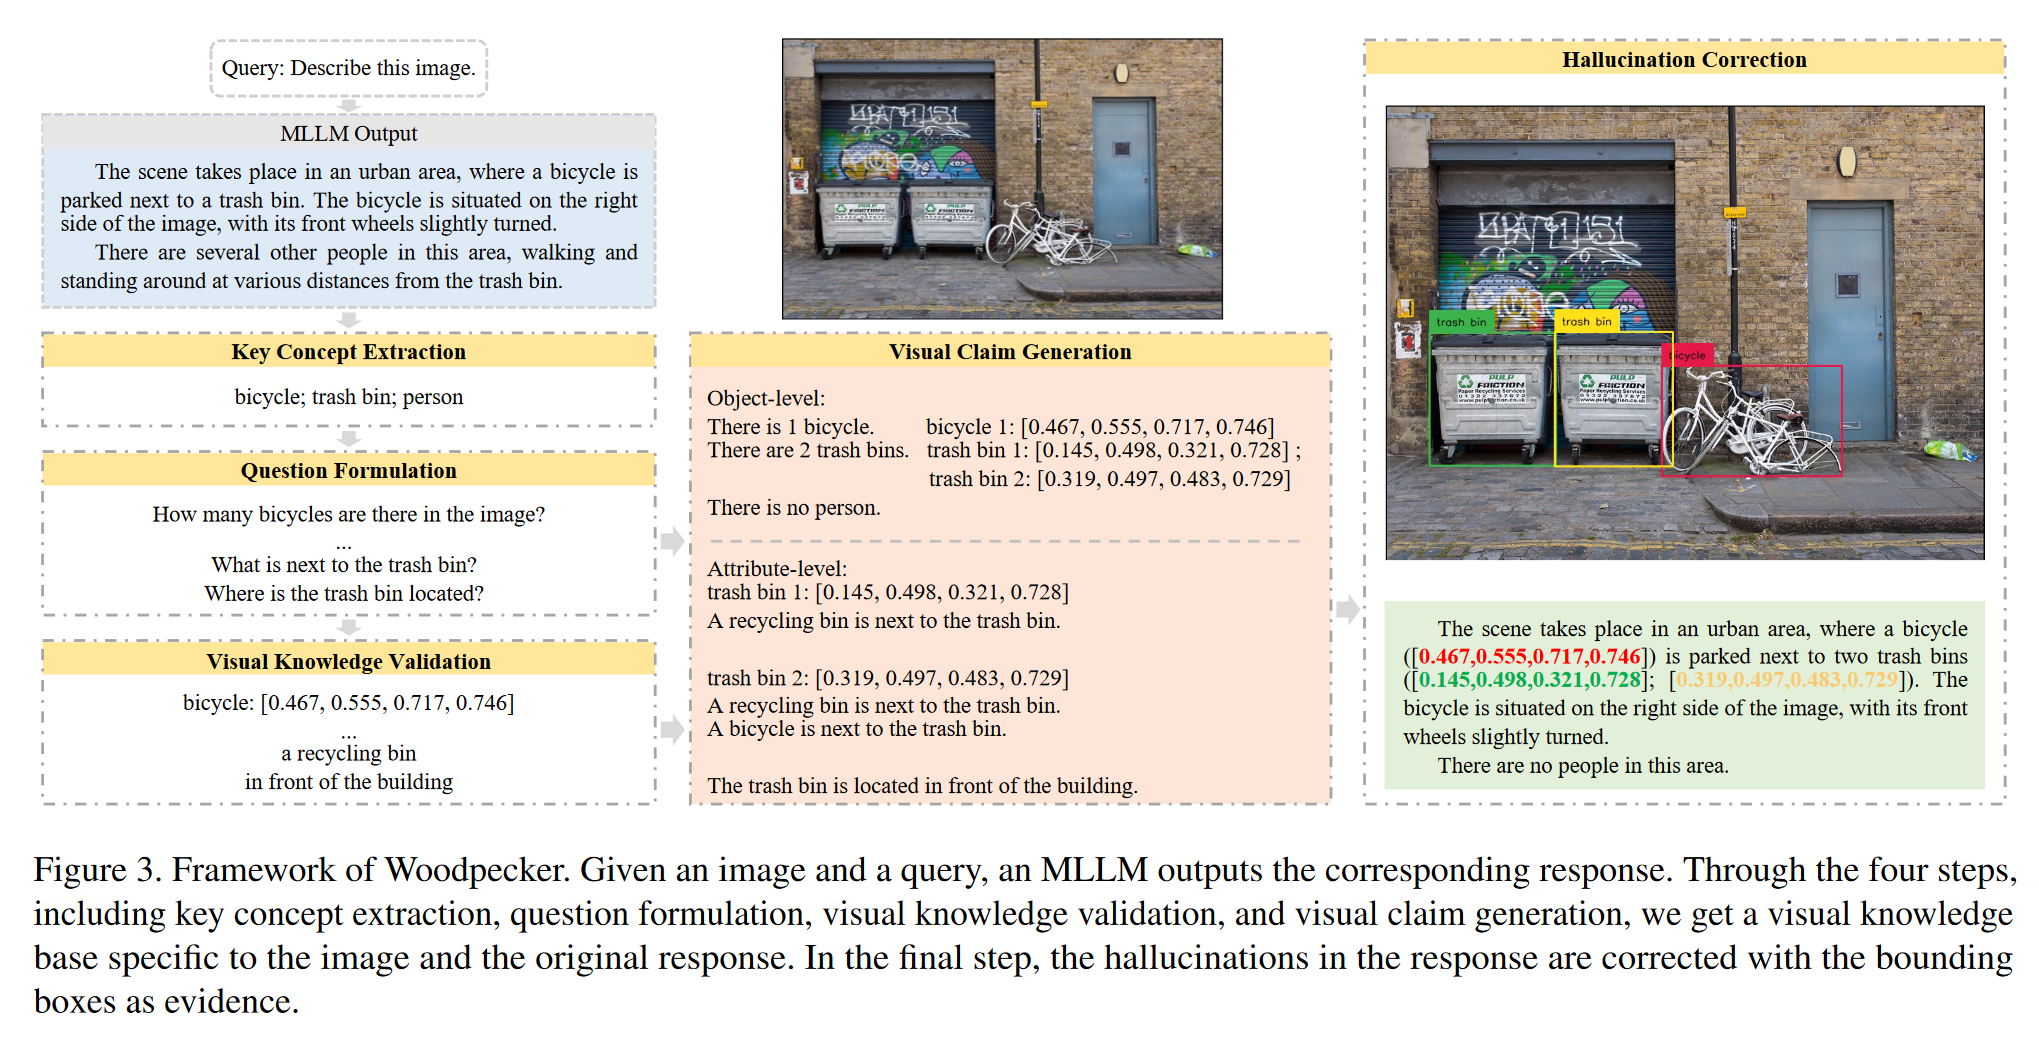 Query: Describe this image.
MLLM Output
The scene takes place in an urban area, where a bicycle is
parked next to a trash bin. The bicycle is situated on the right
side of the image, with its front wheels slightly turned.
There are several other people in this area, walking and
standing around at various distances from the trash bin.
Key Concept Extraction
bicycle; trash bin; person
Question Formulation
How many bicycles are there in the image?
...
What is next to the trash bin?
Where is the trash bin located?
Visual Knowledge Validation
bicycle: [0.467, 0.555, 0.717, 0.746]
...
a recycling bin
in front of the building
PULP
FRICTION
PULP
FRICTION
Visual Claim Generation
Object-level:
There is 1 bicycle. bicycle 1: [0.467, 0.555, 0.717, 0.746]
There are 2 trash bins. trash bin 1: [0.145, 0.498, 0.321, 0.728] ;
trash bin 2: [0.319, 0.497, 0.483, 0.729]
There is no person.
Attribute-level:
trash bin 1: [0.145, 0.498, 0.321, 0.728]
A recycling bin is next to the trash bin.
trash bin 2: [0.319, 0.497, 0.483, 0.729]
A recycling bin is next to the trash bin.
A bicycle is next to the trash bin.
The trash bin is located in front of the building.
Hallucination Correction
trash bin
trash bin
bicycle
PULP
FRICTION
Paper Recycling Services
PULP
FRICTION
Paper Recycling Services
The scene takes place in an urban area, where a bicycle
([0.467,0.555,0.717,0.746]) is parked next to two trash bins
([0.145,0.498,0.321,0.728]; [0.319,0.497,0.483,0.729]). The
bicycle is situated on the right side of the image, with its front
wheels slightly turned.
There are no people in this area.
Figure 3. Framework of Woodpecker. Given an image and a query, an MLLM outputs the corresponding response. Through the four steps,
including key concept extraction, question formulation, visual knowledge validation, and visual claim generation, we get a visual knowledge
base specific to the image and the original response. In the final step, the hallucinations in the response are corrected with the bounding
boxes as evidence.